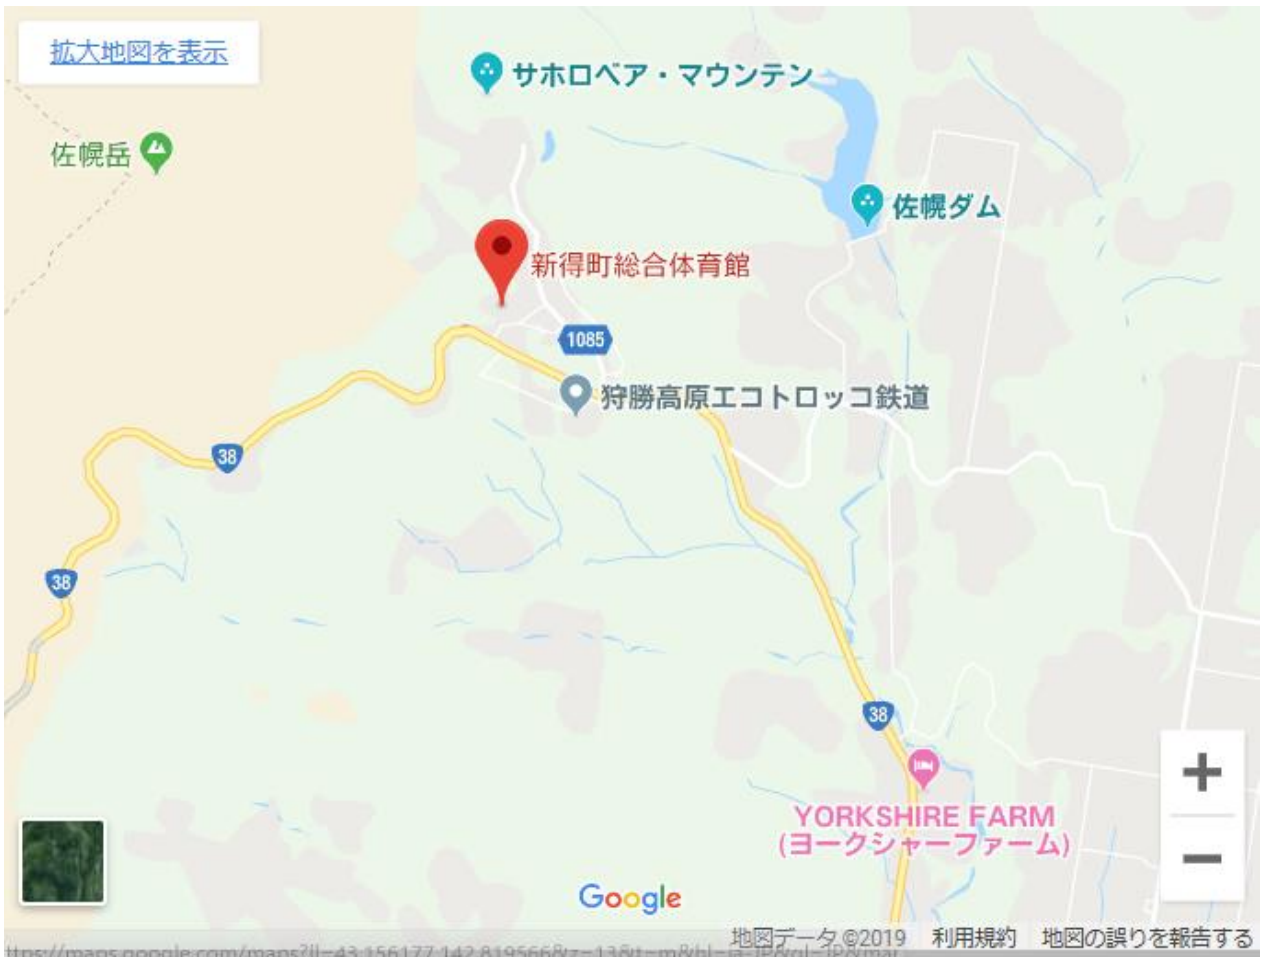 拡大地図を表示
サホロベア・マウンテン
佐幌岳
佐幌ダム
新得町総合体育館
1085
狩勝高原エコトロッコ鉄道
38
38
38
YORKSHIRE FARM
(ヨークシャーファーム)
Google
地図データ ©2019 利用規約 地図の誤りを報告する